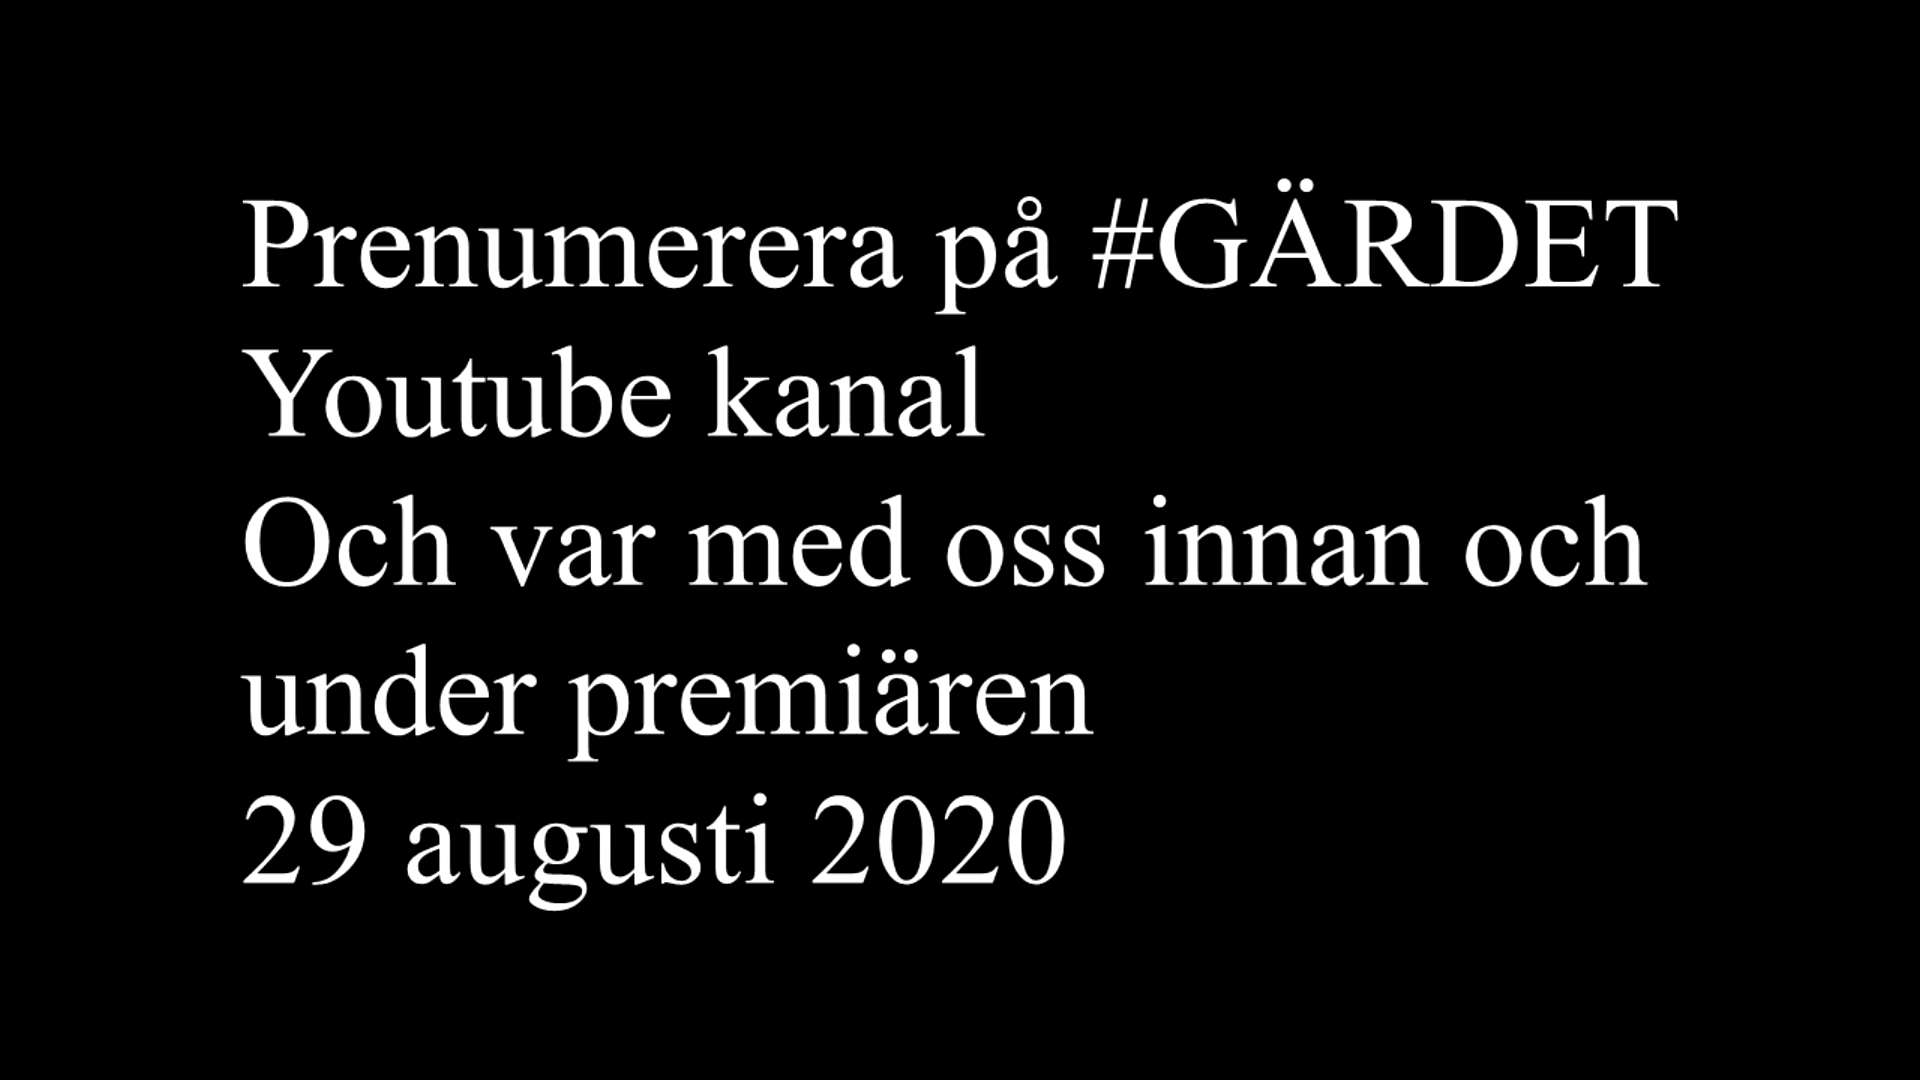 Prenumerera på #GÄRDET
Youtube kanal
Och var med oss innan och
under premiären
29 augusti 2020